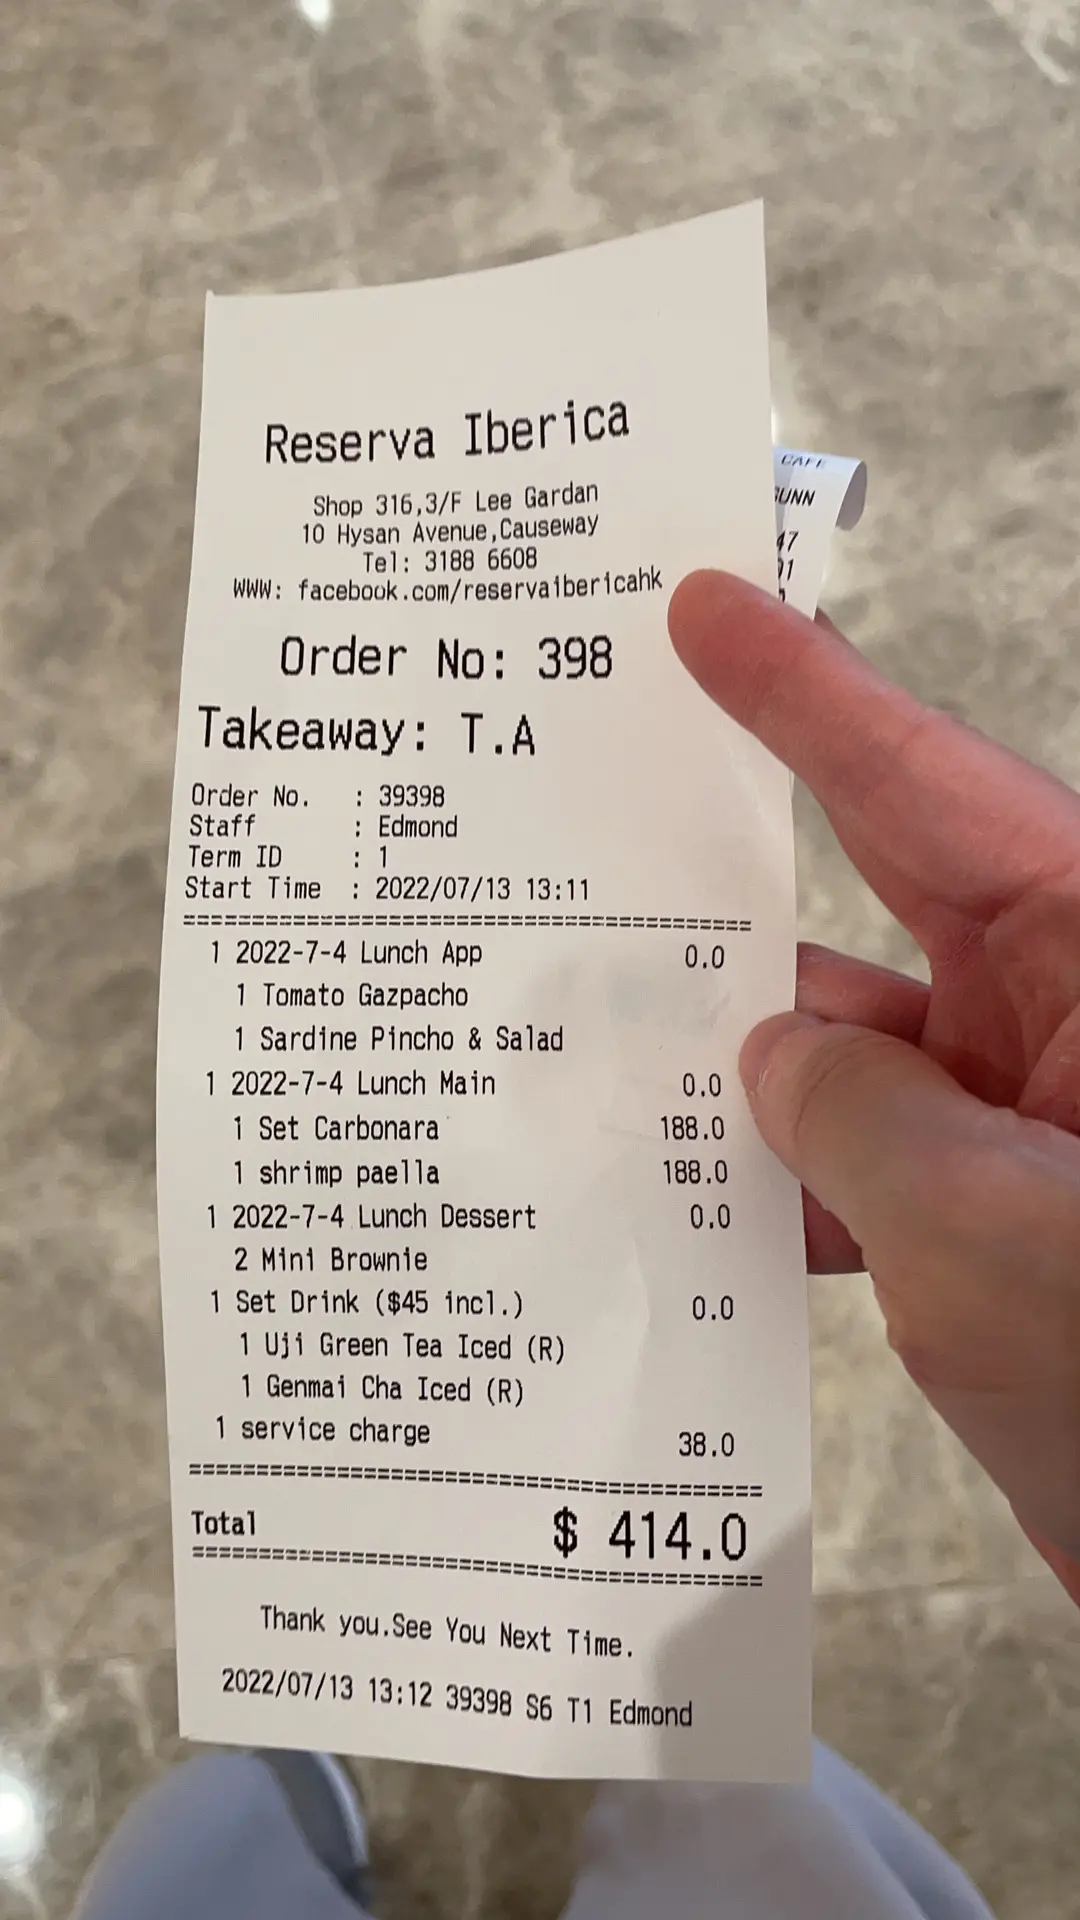 Reserva Iberica
Shop 316,3/F Lee Gardan
10 Hysan Avenue,Causeway
Tel: 3188 6608
WWW: facebook.com/reservaibericahk
Order No: 398
Takeaway: T.A
Order No. : 39398
Staff : Edmond
Term ID : 1
Start Time : 2022/07/13 13:11
1 2022-7-4 Lunch App 0.0
1 Tomato Gazpacho
1 Sardine Pincho & Salad
1 2022-7-4 Lunch Main 0.0
1 Set Carbonara 188.0
1 shrimp paella 188.0
1 2022-7-4 Lunch Dessert 0.0
2 Mini Brownie
1 Set Drink ($45 incl.) 0.0
1 Uji Green Tea Iced (R)
1 Genmai Cha Iced (R)
1 service charge 38.0
Total $ 414.0
Thank you.See You Next Time.
2022/07/13 13:12 39398 S6 T1 Edmond
CAFE